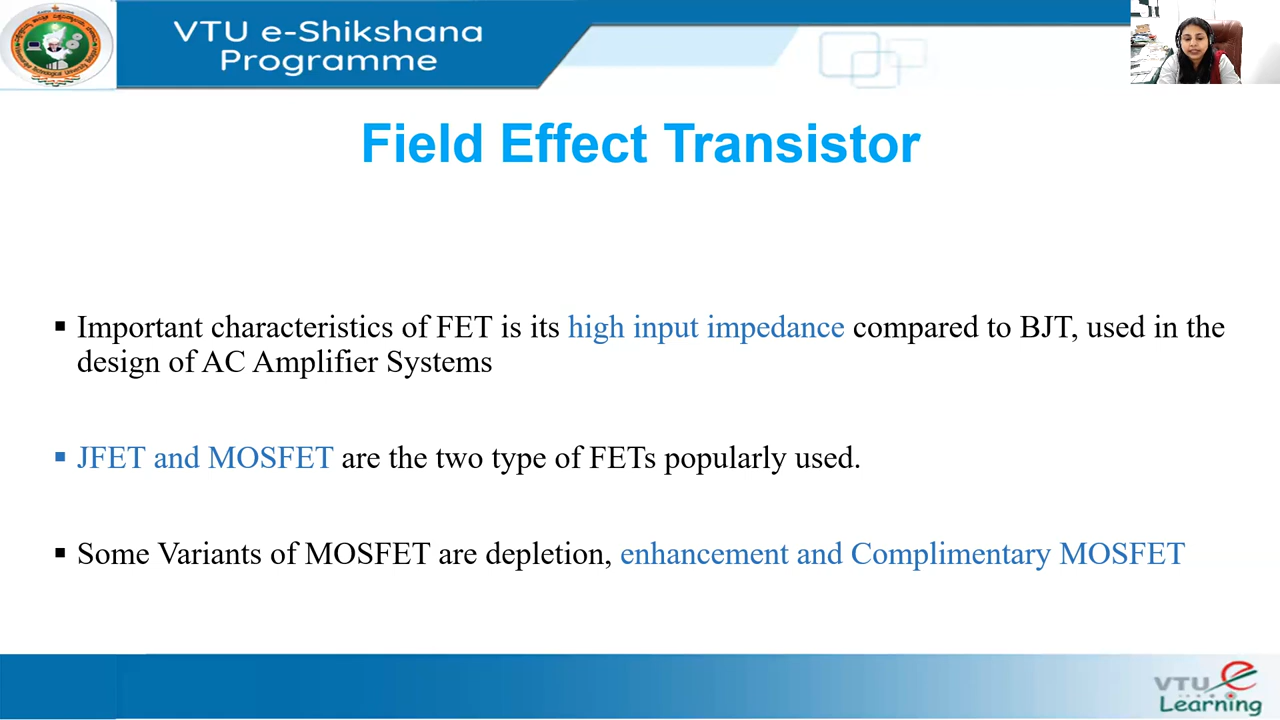 VTU e-Shikshana
Programme
Field Effect Transistor
▪ Important characteristics of FET is its high input impedance compared to BJT, used in the
design of AC Amplifier Systems
▪ JFET and MOSFET are the two type of FETs popularly used.
▪ Some Variants of MOSFET are depletion, enhancement and Complimentary MOSFET
VTU e
Learning